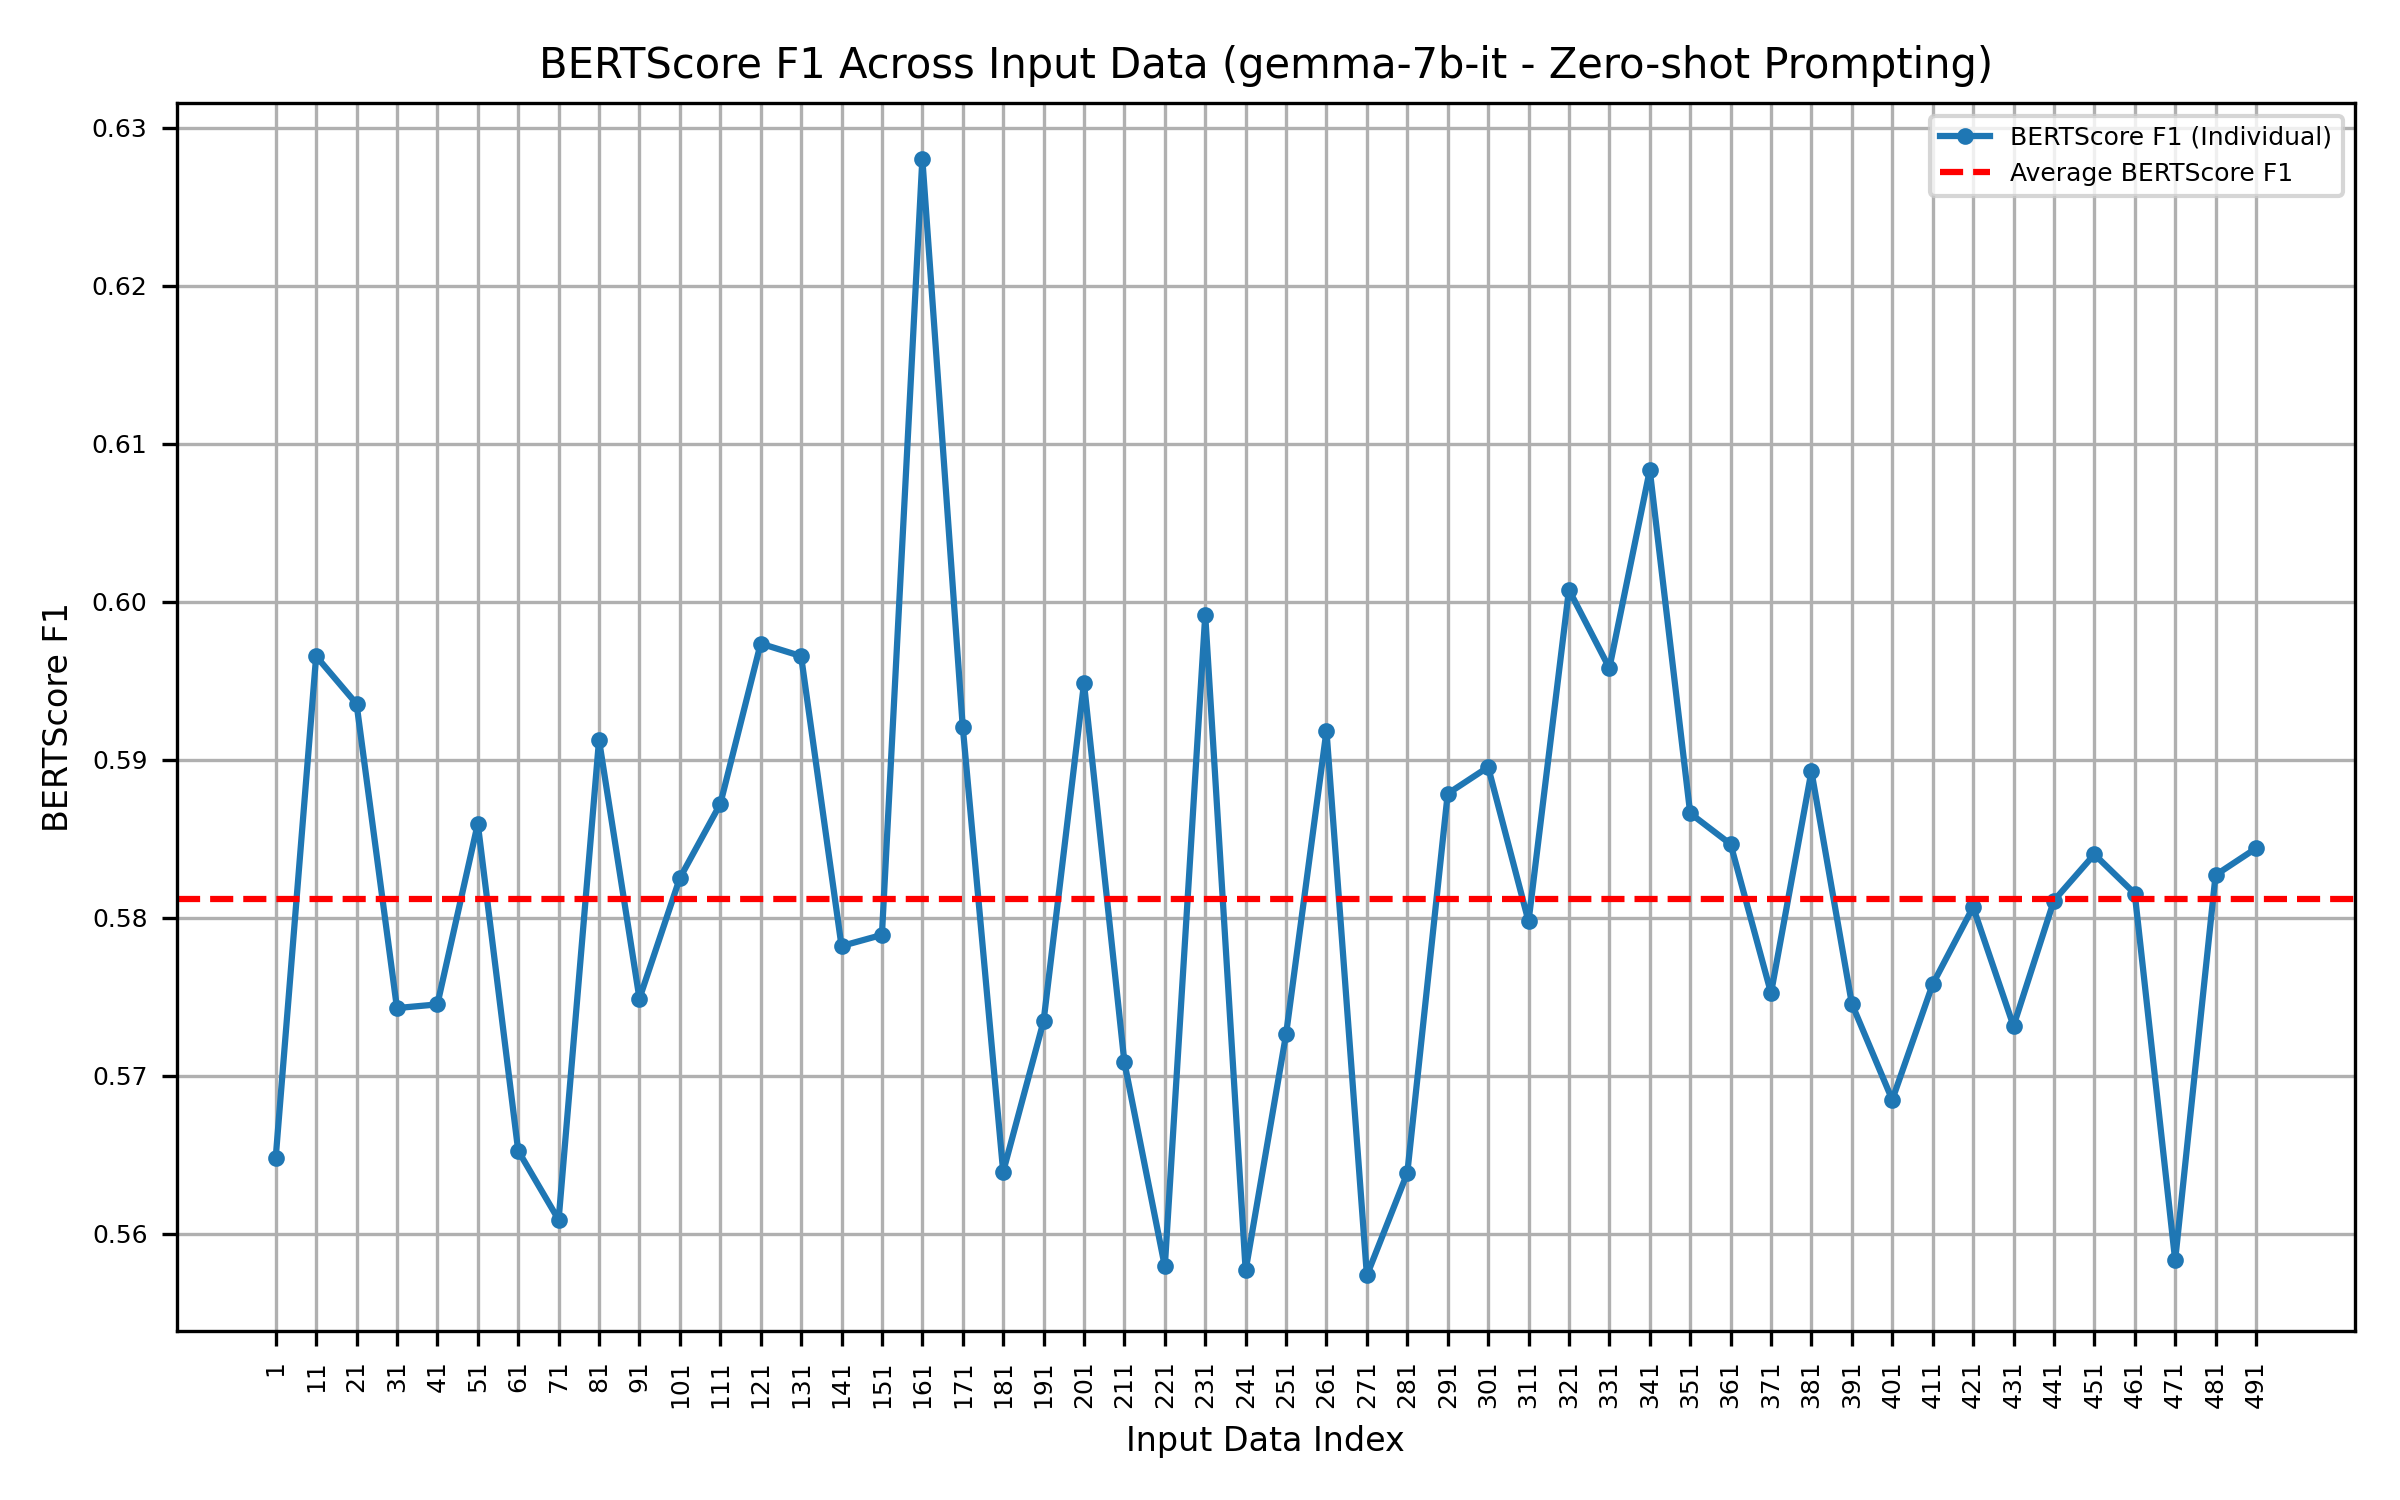 BERTScore F1 Across Input Data (gemma-7b-it - Zero-shot Prompting)
BERTScore F1 (Individual)
Average BERTScore F1
BERTScore F1
0.63
0.62
0.61
0.60
0.59
0.58
0.57
0.56
1 11 21 31 41 51 61 71 81 91 101 111 121 131 141 151 161 171 181 191 201 211 221 231 241 251 261 271 281 291 301 311 321 331 341 351 361 371 381 391 401 411 421 431 441 451 461 471 481 491
Input Data Index